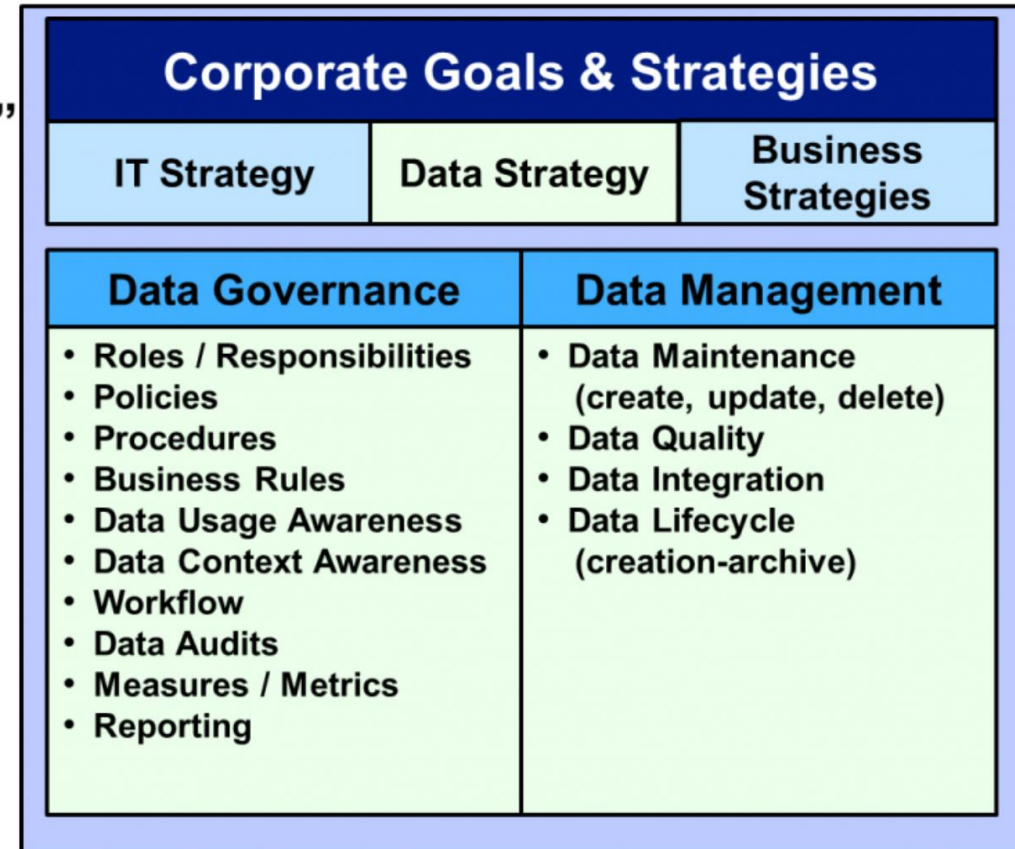 ”
Corporate Goals & Strategies
IT Strategy
Data Strategy
Business
Strategies
Data Governance
• Roles / Responsibilities
• Policies
• Procedures
• Business Rules
• Data Usage Awareness
• Data Context Awareness
• Workflow
• Data Audits
• Measures / Metrics
• Reporting
Data Management
• Data Maintenance
(create, update, delete)
• Data Quality
• Data Integration
• Data Lifecycle
(creation-archive)